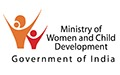 Ministry of
Women and Child
Development
Government of India